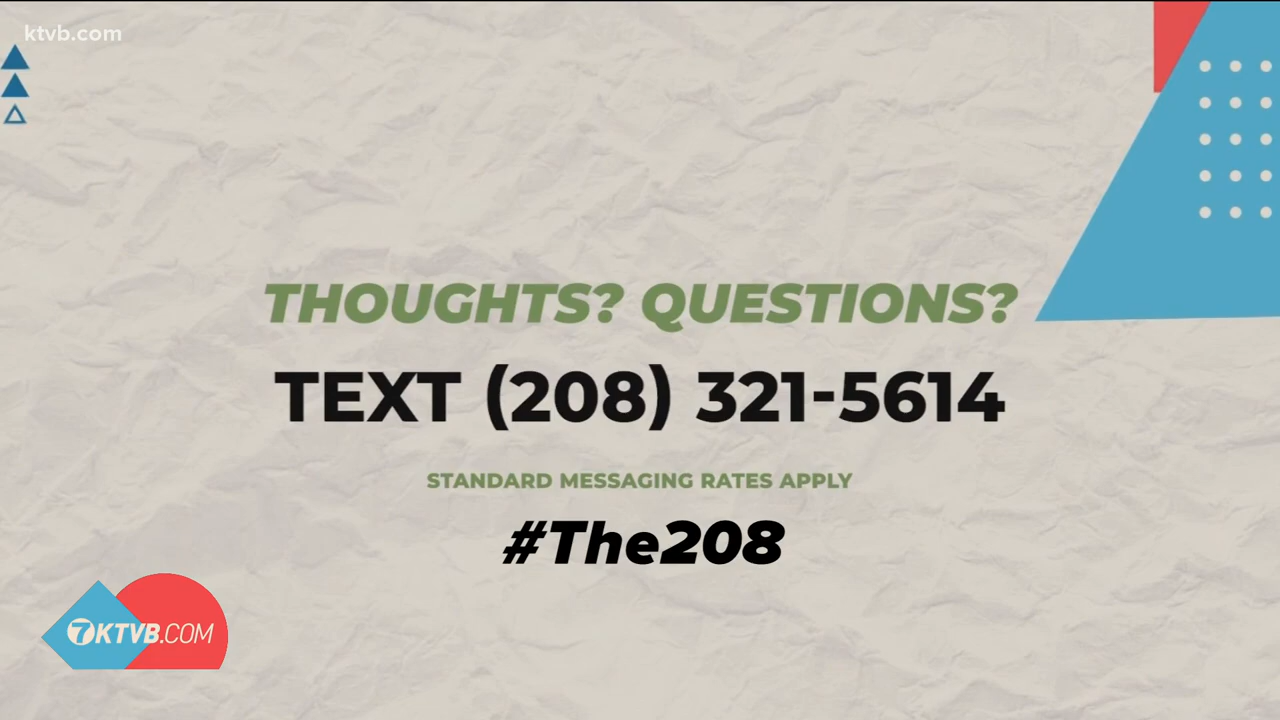 ktvb.com
THOUGHTS? QUESTIONS?
TEXT (208) 321-5614
STANDARD MESSAGING RATES APPLY
#The208
7KTVB.COM